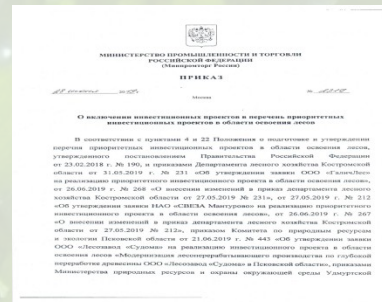 МИНИСТЕРСТВО ПРОМЫШЛЕННОСТИ И ТОРГОВЛИ
РОССИЙСКОЙ ФЕДЕРАЦИИ
(Минпромторг России)
ПРИКАЗ
Москва
О включении инвестиционных проектов в перечень приоритетных
инвестиционных проектов в области освоения лесов
В соответствии с пунктами 4 и 22 Положения о подготовке и утверждении
перечня приоритетных инвестиционных проектов в области освоения лесов,
утвержденного постановлением Правительства Российской Федерации
от 23.02.2018 г. № 190, и приказами Департамента лесного хозяйства Костромской
области от 31.05.2019 г. № 231 «Об утверждении заявки ООО «ГаличЛес»
на реализацию приоритетного инвестиционного проекта в области освоения лесов»,
от 26.06.2019 г. № 268 «О внесении изменений в приказ департамента лесного
хозяйства Костромской области от 27.05.2019 № 231», от 27.05.2019 г. № 212
«Об утверждении заявки НАО «СВЕЗА Мантурово» на реализацию приоритетного
инвестиционного проекта в области освоения лесов», от 26.06.2019 г. № 267
«О внесении изменений в приказ департамента лесного хозяйства Костромской
области от 27.05.2019 № 212», приказом Комитета по природным ресурсам
и экологии Псковской области от 21.06.2019 г. № 443 «Об утверждении заявки
ООО «Лесозавод «Судома» на реализацию инвестиционного проекта в области
освоения лесов «Модернизация лесоперерабатывающего производства по глубокой
переработке древесины ООО «Лесозавод «Судома» в Псковской области», приказами
Министерства природных ресурсов и охраны окружающей среды Удмуртской